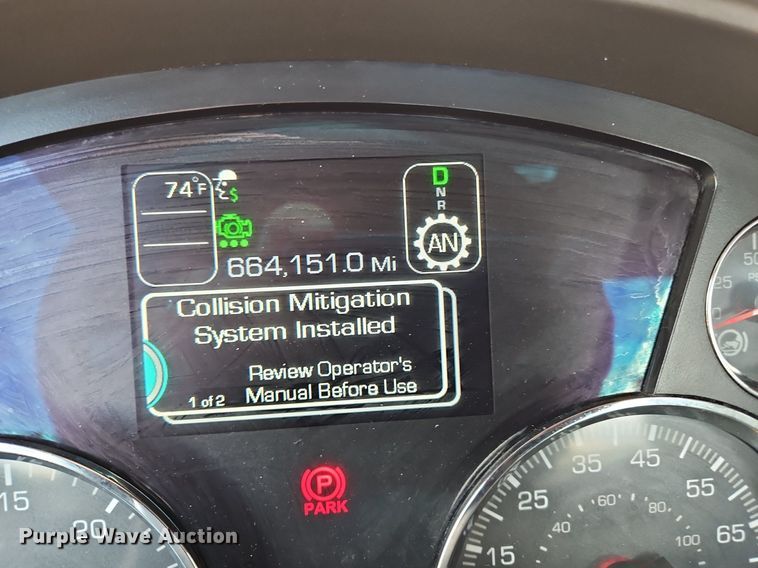 74°F
$
D
N
R
AN
664,151.0 Mi
Collision Mitigation
System Installed
Review Operator's
1 of 2 Manual Before Use
P
PARK
15
20
15
25
35
45
55
65
40
60
80
100
25
50
Purple Wave Auction